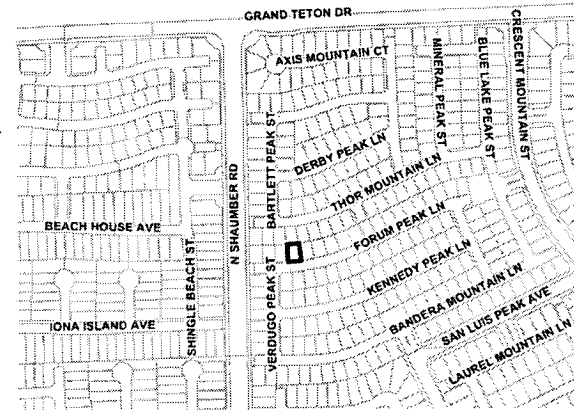 GRAND TETON DR
AXIS MOUNTAIN CT
MINERAL PEAK ST
BLUE LAKE PEAK ST
CRESCENT MOUNTAIN ST
BARTLETT PEAK ST
DERBY PEAK LN
THOR MOUNTAIN LN
N SHAUMBER RD
BEACH HOUSE AVE
FORUM PEAK LN
KENNEDY PEAK LN
SHINGLE BEACH ST
VERDUGO PEAK ST
BANDERA MOUNTAIN LN
IONA ISLAND AVE
SAN LUIS PEAK AVE
LAUREL MOUNTAIN LN